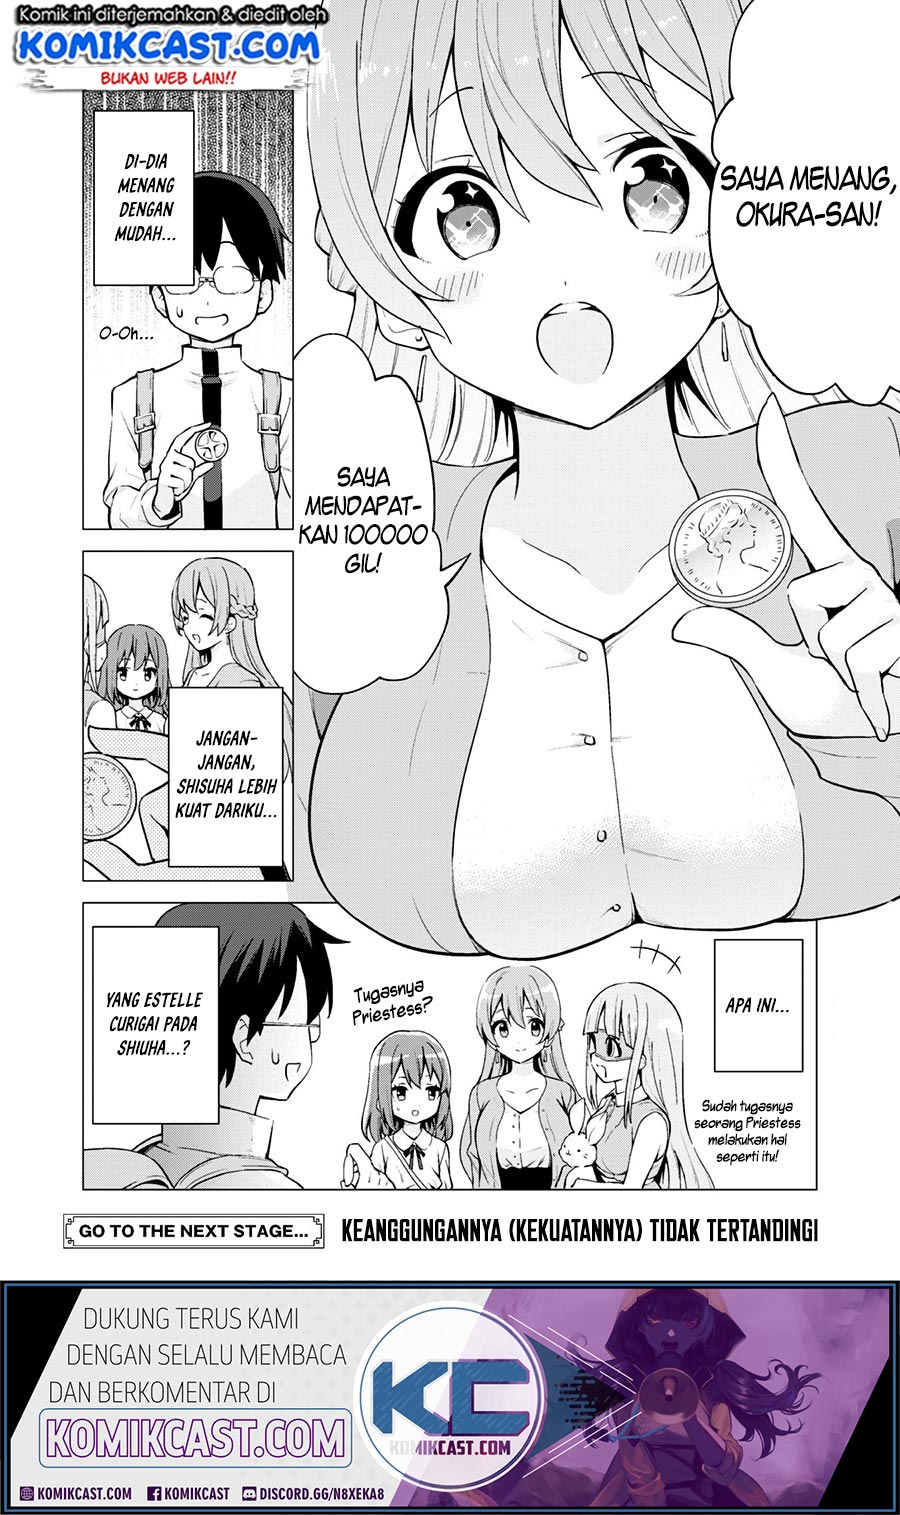 Komik ini diterjemahkan & diedit oleh
KOMIKCAST.COM
BUKAN WEB LAIN!!
SAYA MENANG,
OKURA-SAN!
SAYA
MENDAPAT-
KAN 100000
GIL!
DI-DIA
MENANG
DENGAN
MUDAH...
O-Oh...
JANGAN-
JANGAN,
SHISUHA LEBIH
KUAT DARIKU...
APA INI...
Sudah tugasnya
seorang Priestess
melakukan hal
seperti itu!
Tugasnya
Priestess?
YANG ESTELLE
CURIGAI PADA
SHIUHA...?
GO TO THE NEXT STAGE...
KEANGGUNGANNYA (KEKUATANNYA) TIDAK TERTANDINGI
DUKUNG TERUS KAMI
DENGAN SELALU MEMBACA
DAN BERKOMENTAR DI
KOMIKCAST.COM
KC
KOMIKCAST.COM
KOMIKCAST.COM
KOMIKCAST
DISCORD.GG/N8XEKA8